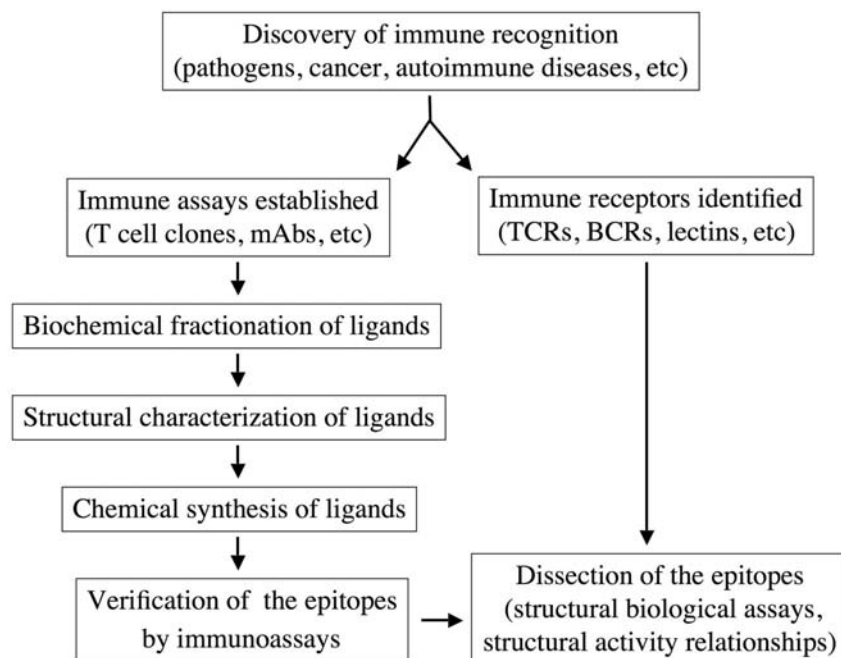 Discovery of immune recognition
(pathogens, cancer, autoimmune diseases, etc)
Immune assays established
(T cell clones, mAbs, etc)
Immune receptors identified
(TCRs, BCRs, lectins, etc)
Biochemical fractionation of ligands
Structural characterization of ligands
Chemical synthesis of ligands
Verification of the epitopes
by immunoassays
Dissection of the epitopes
(structural biological assays,
structural activity relationships)